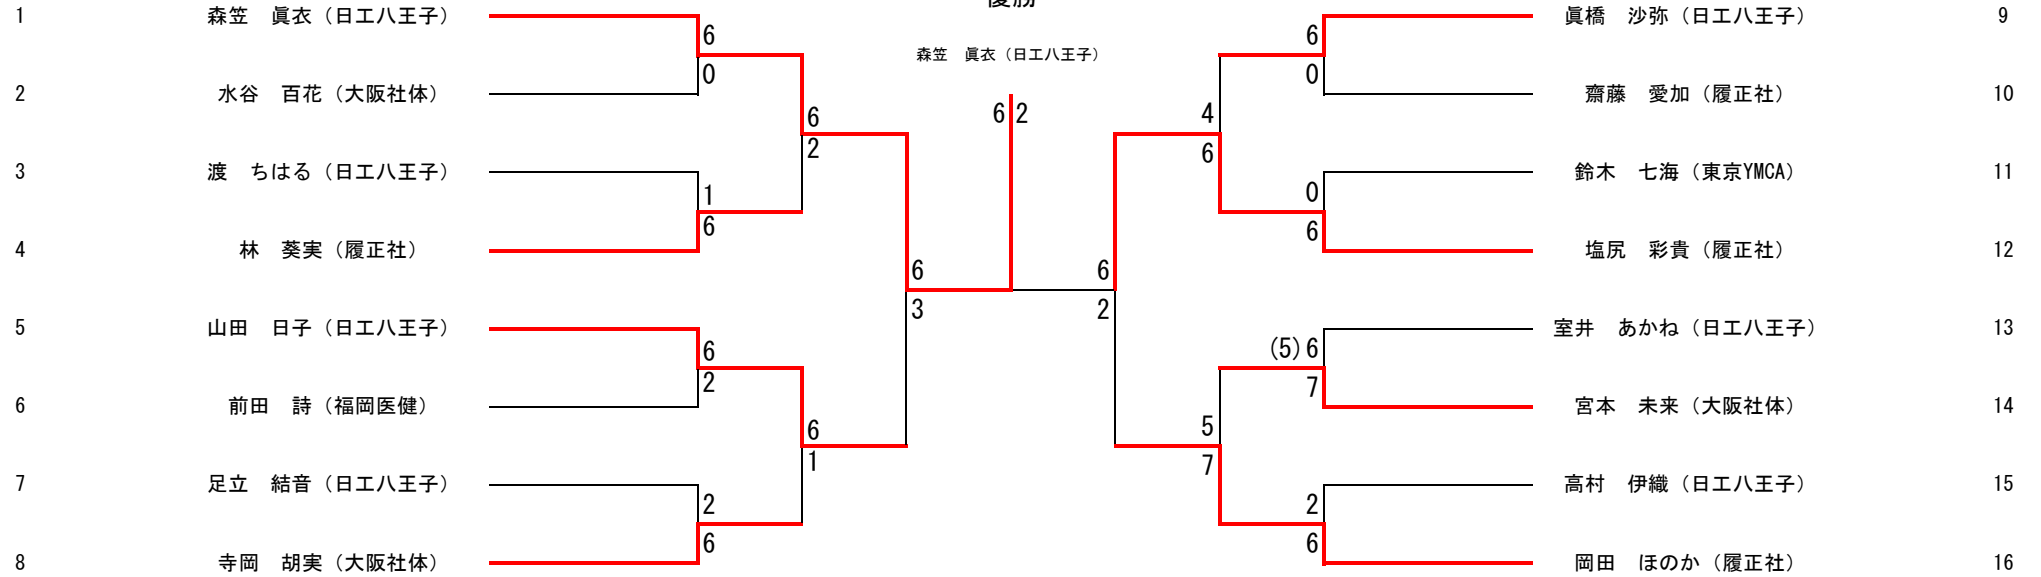 優勝
1 森笠 眞衣（日工八王子） 眞橋 沙弥（日工八王子） 9
6 6
森笠 眞衣（日工八王子）
0 0
2 水谷 百花（大阪社体） 齋藤 愛加（履正社） 10
6 6 2 4
2 6
3 渡 ちはる（日工八王子） 鈴木 七海（東京YMCA） 11
1 0
6 6
4 林 葵実（履正社） 塩尻 彩貴（履正社） 12
6 6
3 2
5 山田 日子（日工八王子） 室井 あかね（日工八王子） 13
6 (5)6
2 7
6 前田 詩（福岡医健） 宮本 未来（大阪社体） 14
6 5
1 7
7 足立 結音（日工八王子） 高村 伊織（日工八王子） 15
2 2
6 6
8 寺岡 胡実（大阪社体） 岡田 ほのか（履正社） 16